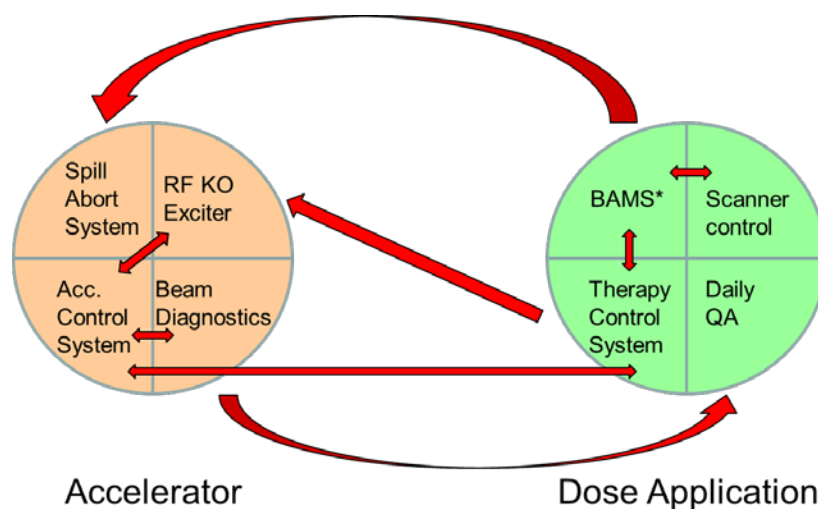 Spill
Abort
System
RF KO
Exciter
Acc.
Control
System
Beam
Diagnostics
BAMS*
Scanner
control
Therapy
Control
System
Daily
QA
Accelerator
Dose Application